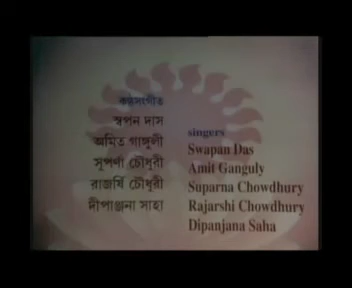 কণ্ঠসংগীত
স্বপন দাস
অমিত গাঙ্গুলী
সুপর্ণা চৌধুরী
রাজর্ষি চৌধুরী
দীপাঞ্জনা সাহা
singers
Swapan Das
Amit Ganguly
Suparna Chowdhury
Rajarshi Chowdhury
Dipanjana Saha